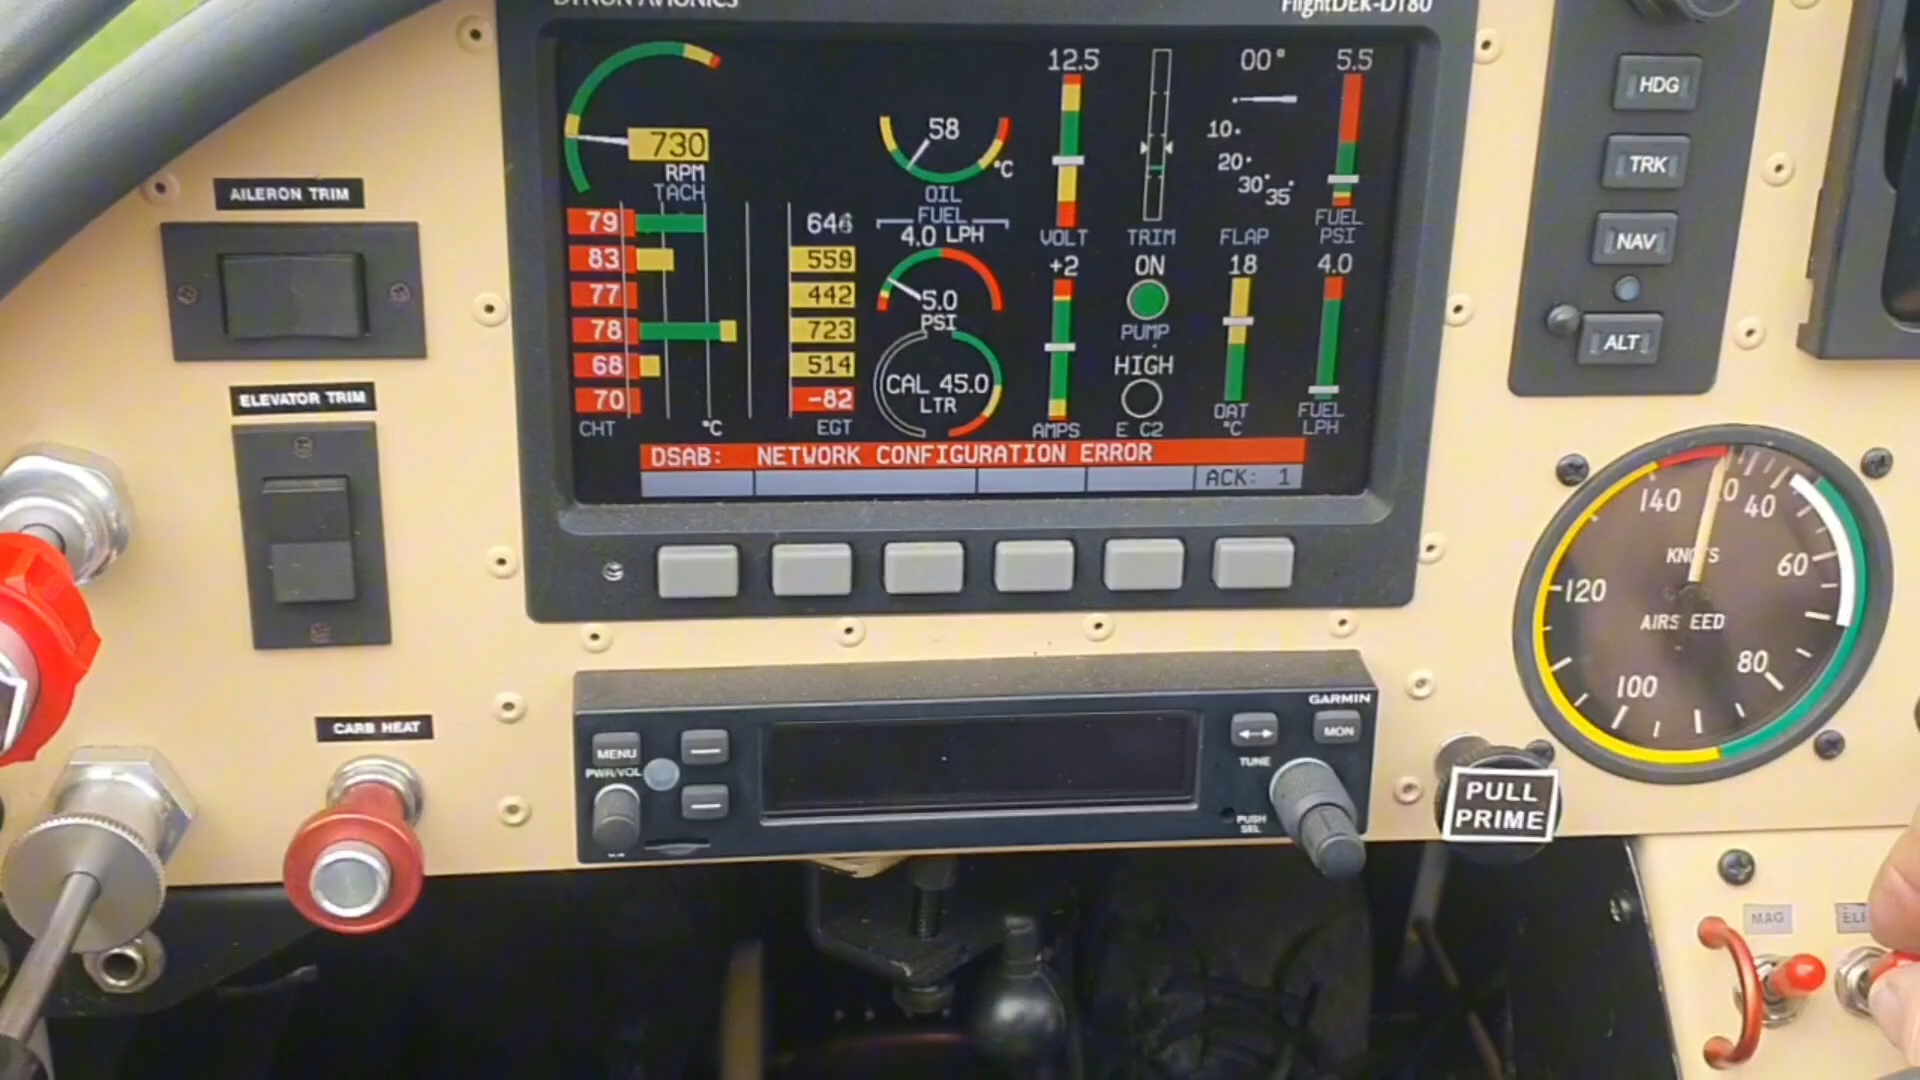 DYNON AVIONICS
FlightDEK-D180
730
RPM
TACH
79
83
77
78
68
70
CHT
°C
646
559
442
723
514
-82
EGT
58
°C
OIL
FUEL
4.0 LPH
5.0
PSI
CAL 45.0
LTR
12.5
VOLT
TRIM
00°
10
20
30
35
FLAP
5.5
FUEL
PSI
+2
AMPS
ON
PUMP
HIGH
E C2
18
OAT
°C
4.0
FUEL
LPH
DSAB: NETWORK CONFIGURATION ERROR
ACK: 1
HDG
TRK
NAV
ALT
AILERON TRIM
ELEVATOR TRIM
CARB HEAT
140
40
60
80
100
120
KNOTS
GARMIN
MENU
PWR/VOL
MON
TUNE
PUSH
SEL
PULL
PRIME
MAG